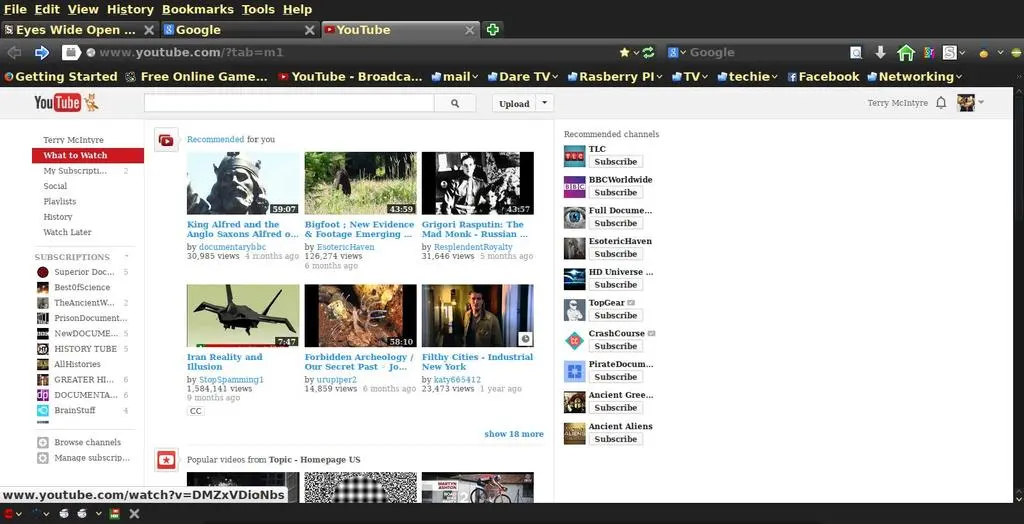 File Edit View History Bookmarks Tools Help
Eyes Wide Open ...
Google
YouTube
www.youtube.com/?tab=m1
Google
Getting Started
Free Online Game...
YouTube - Broadca...
mail
Dare TV
Rasberry PI
TV
techie
Facebook
Networking
YouTube
Upload
Terry McIntyre
Terry McIntyre
What to Watch
My Subscripti... 2
Social
Playlists
History
Watch Later
SUBSCRIPTIONS
Superior Doc... 5
BestOfScience
TheAncientW... 2
PrisonDocument...
NewDOCUME... 5
HISTORY TUBE 5
AllHistories
GREATER HI... 6
DOCUMENTA... 6
BrainStuff 4
Browse channels
Manage subscrip...
Recommended for you
59:07
King Alfred and the
Anglo Saxons Alfred o...
by documentarybbc
30,985 views 4 months ago
43:59
Bigfoot ; New Evidence
& Footage Emerging ...
by EsotericHaven
126,274 views
6 months ago
43:57
Grigori Rasputin: The
Mad Monk - Russian ...
by ResplendentRoyalty
31,646 views 5 months ago
7:47
Iran Reality and
Illusion
by StopSpamming1
1,584,141 views
9 months ago
CC
58:10
Forbidden Archeology /
Our Secret Past - Jo...
by urupiper2
14,859 views 6 months ago
Filthy Cities - Industrial
New York
by katy665412
23,473 views 1 year ago
show 18 more
Popular videos from Topic - Homepage US
MARTYN
ASHTON
Recommended channels
TLC
Subscribe
BBCWorldwide
Subscribe
Full Docume...
Subscribe
EsotericHaven
Subscribe
HD Universe ...
Subscribe
TopGear
Subscribe
CrashCourse
Subscribe
PirateDocum...
Subscribe
Ancient Gree...
Subscribe
Ancient Aliens
Subscribe
www.youtube.com/watch?v=DMZxVDioNbs